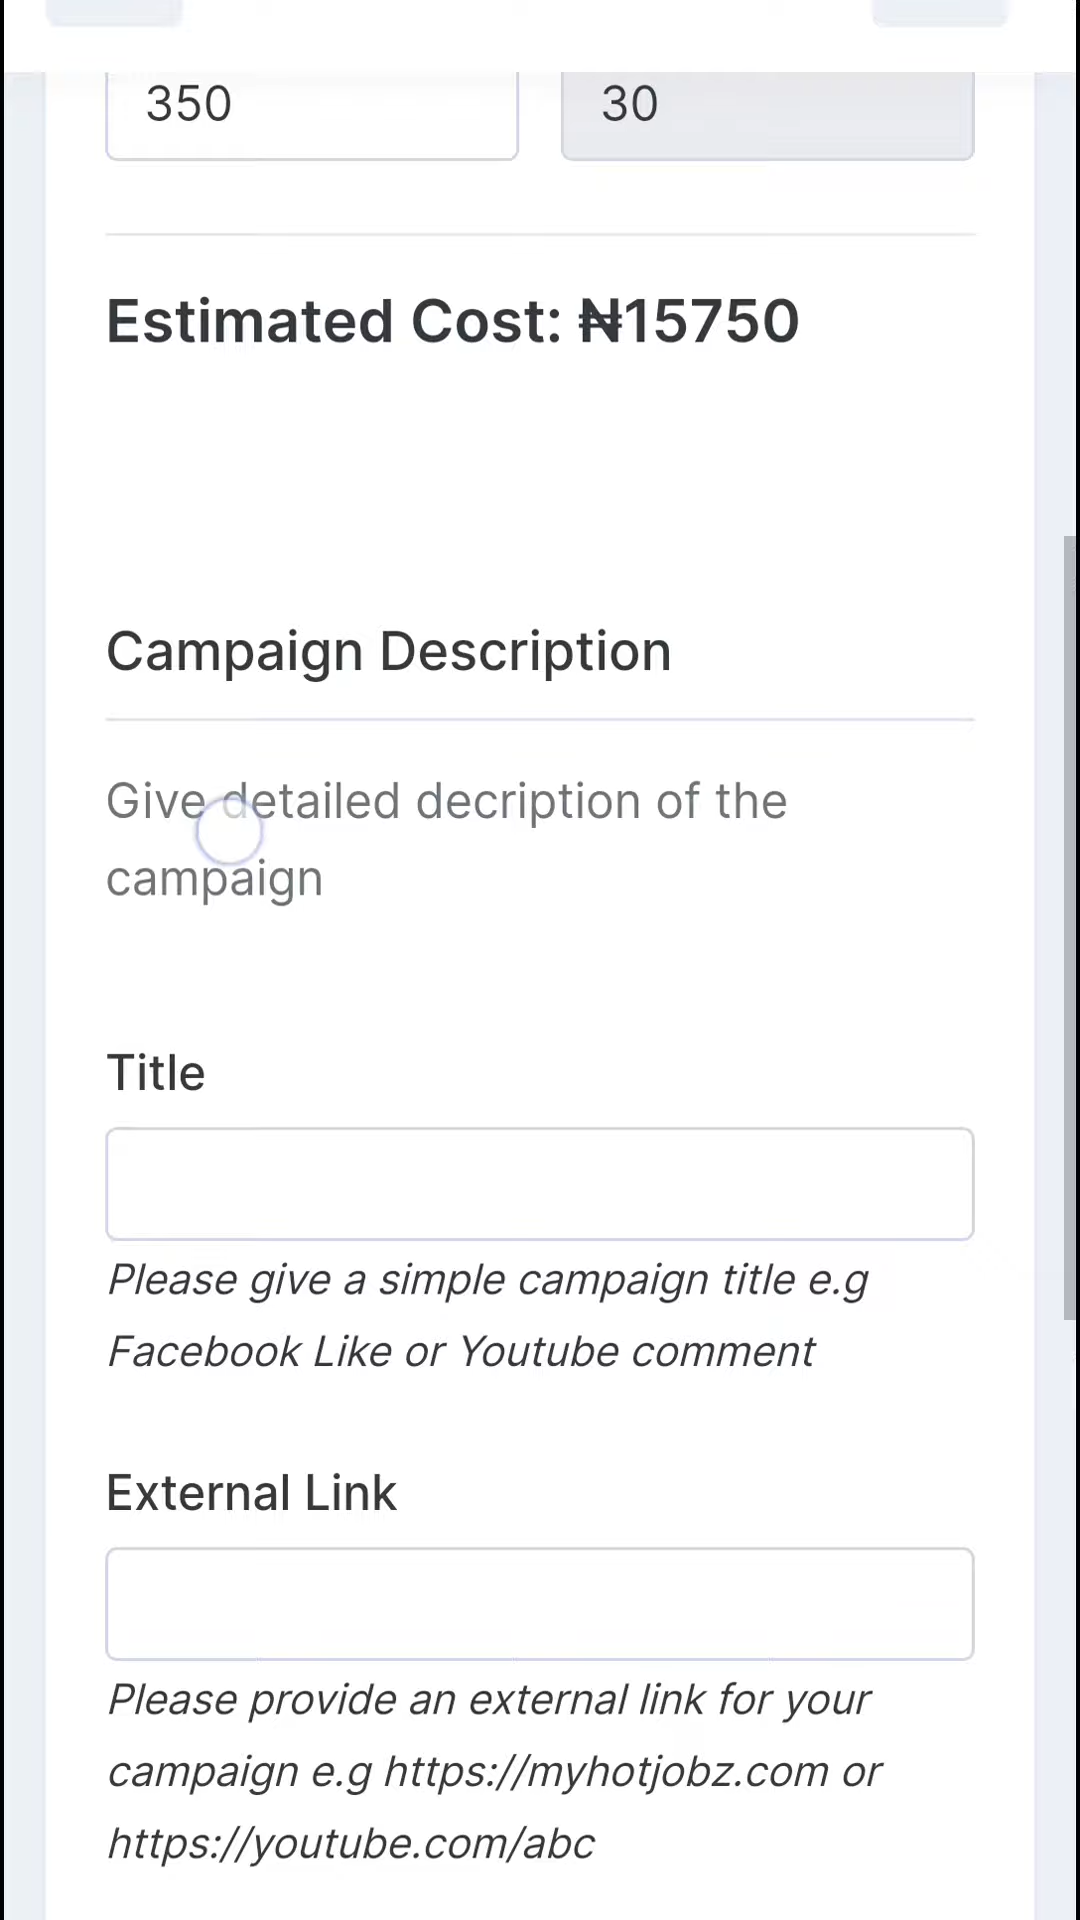 350 30
Estimated Cost: ₦15750
Campaign Description
Give detailed decription of the
campaign
Title
Please give a simple campaign title e.g
Facebook Like or Youtube comment
External Link
Please provide an external link for your
campaign e.g https://myhotjobz.com or
https://youtube.com/abc